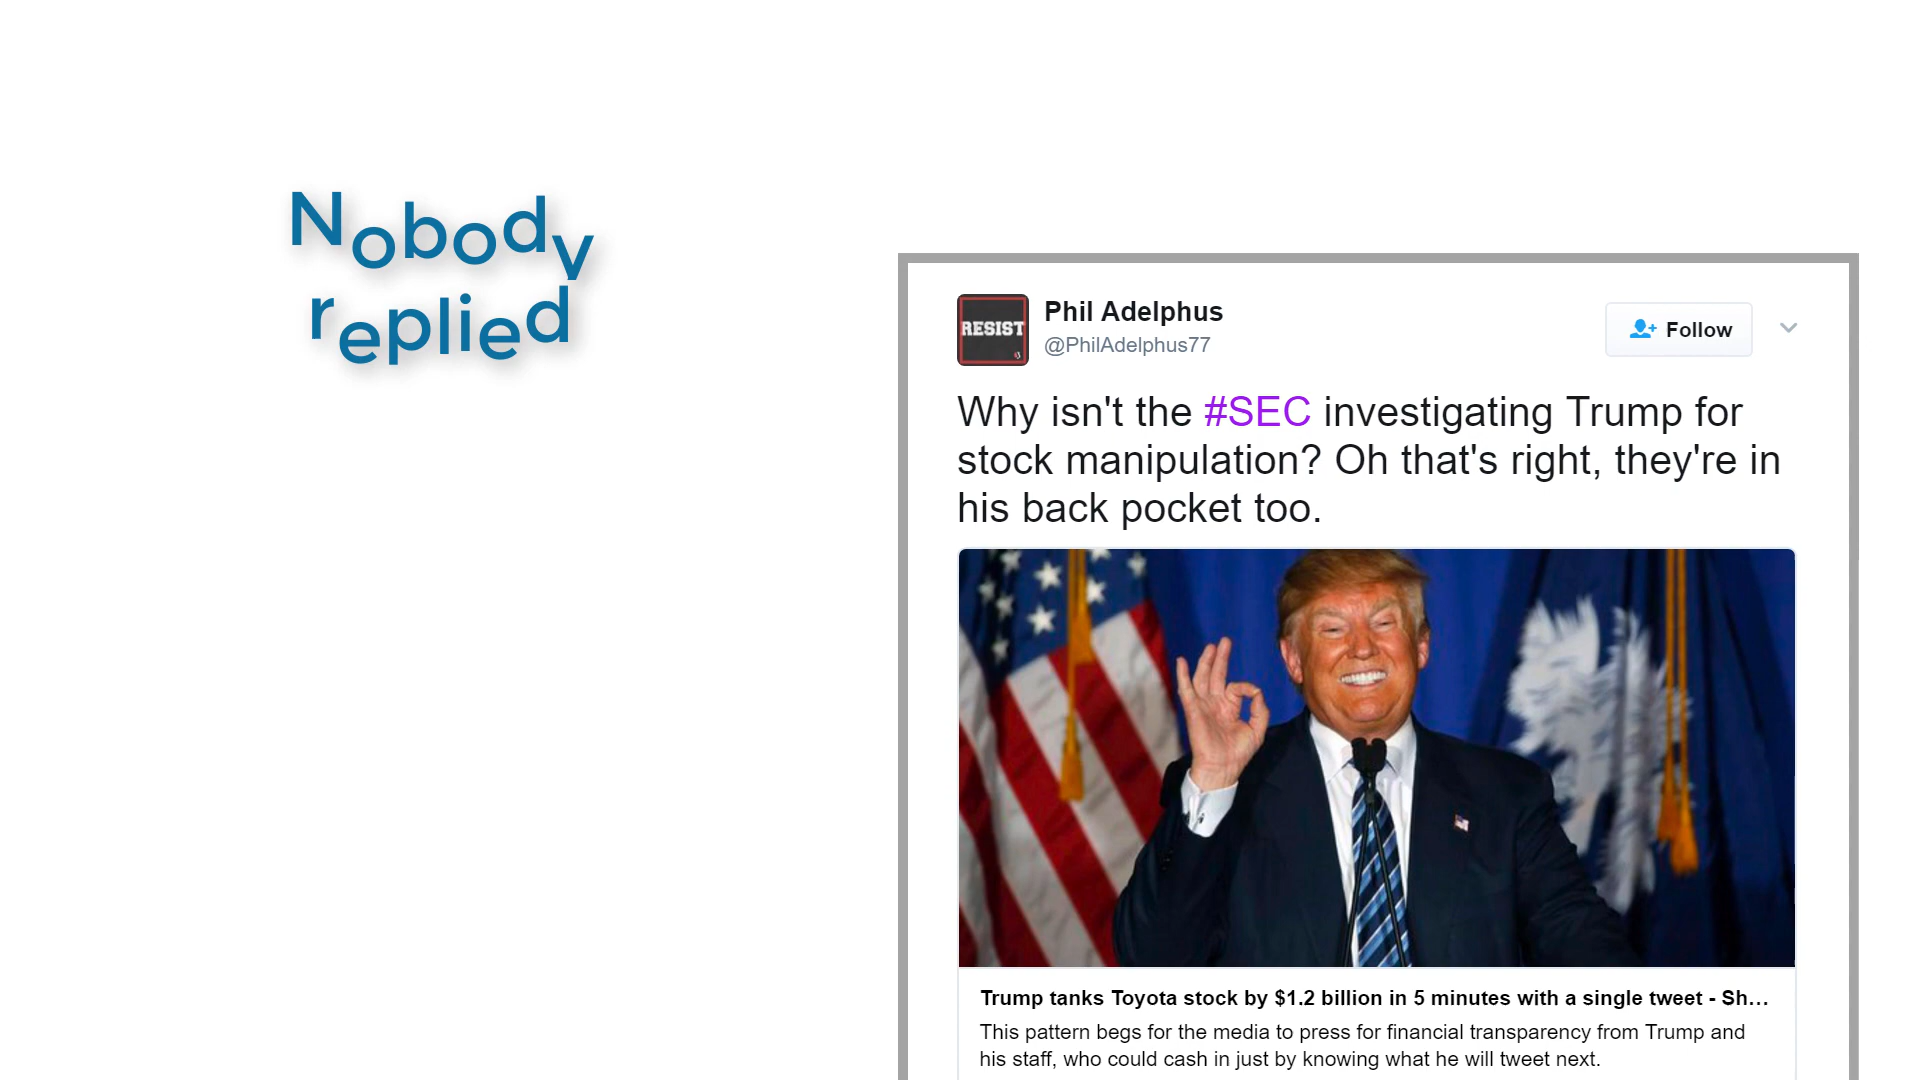 Nobody
replied
RESIST
Phil Adelphus
@PhilAdelphus77
Follow
Why isn't the #SEC investigating Trump for
stock manipulation? Oh that's right, they're in
his back pocket too.
Trump tanks Toyota stock by $1.2 billion in 5 minutes with a single tweet - Sh...
This pattern begs for the media to press for financial transparency from Trump and
his staff, who could cash in just by knowing what he will tweet next.